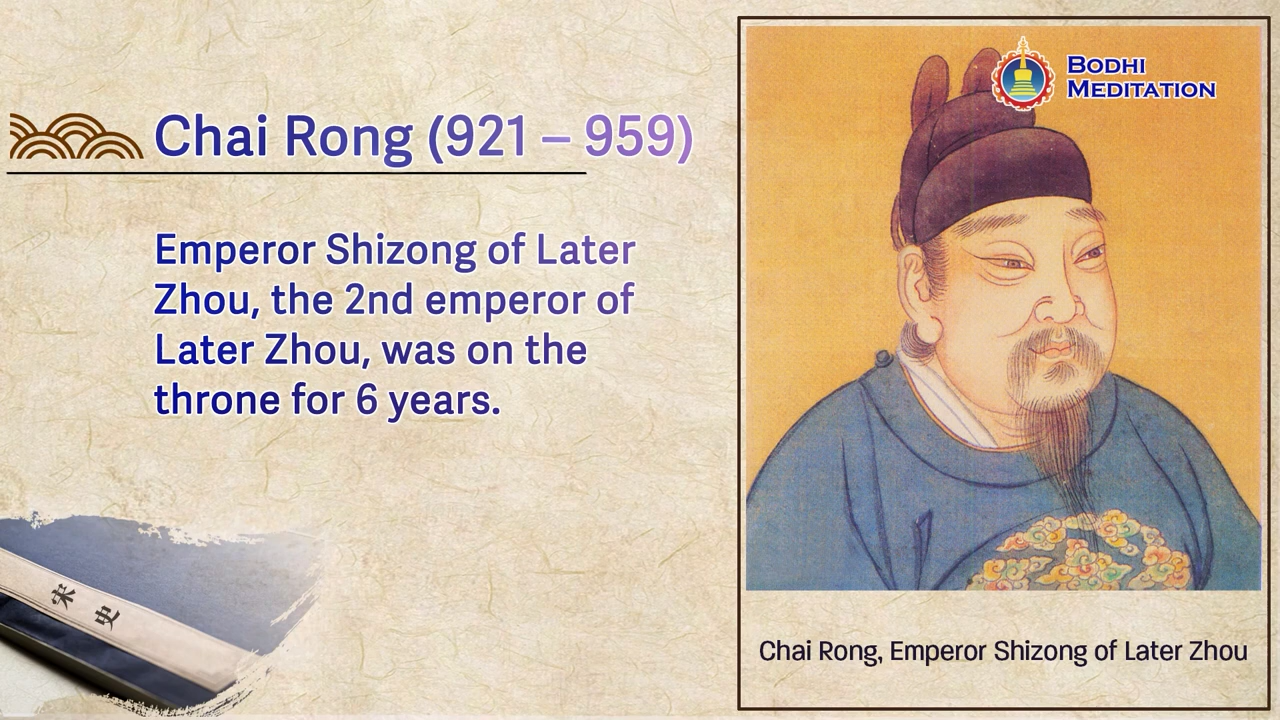 Chai Rong (921 – 959)
Emperor Shizong of Later
Zhou, the 2nd emperor of
Later Zhou, was on the
throne for 6 years.
宋史
BODHI
MEDITATION
Chai Rong, Emperor Shizong of Later Zhou